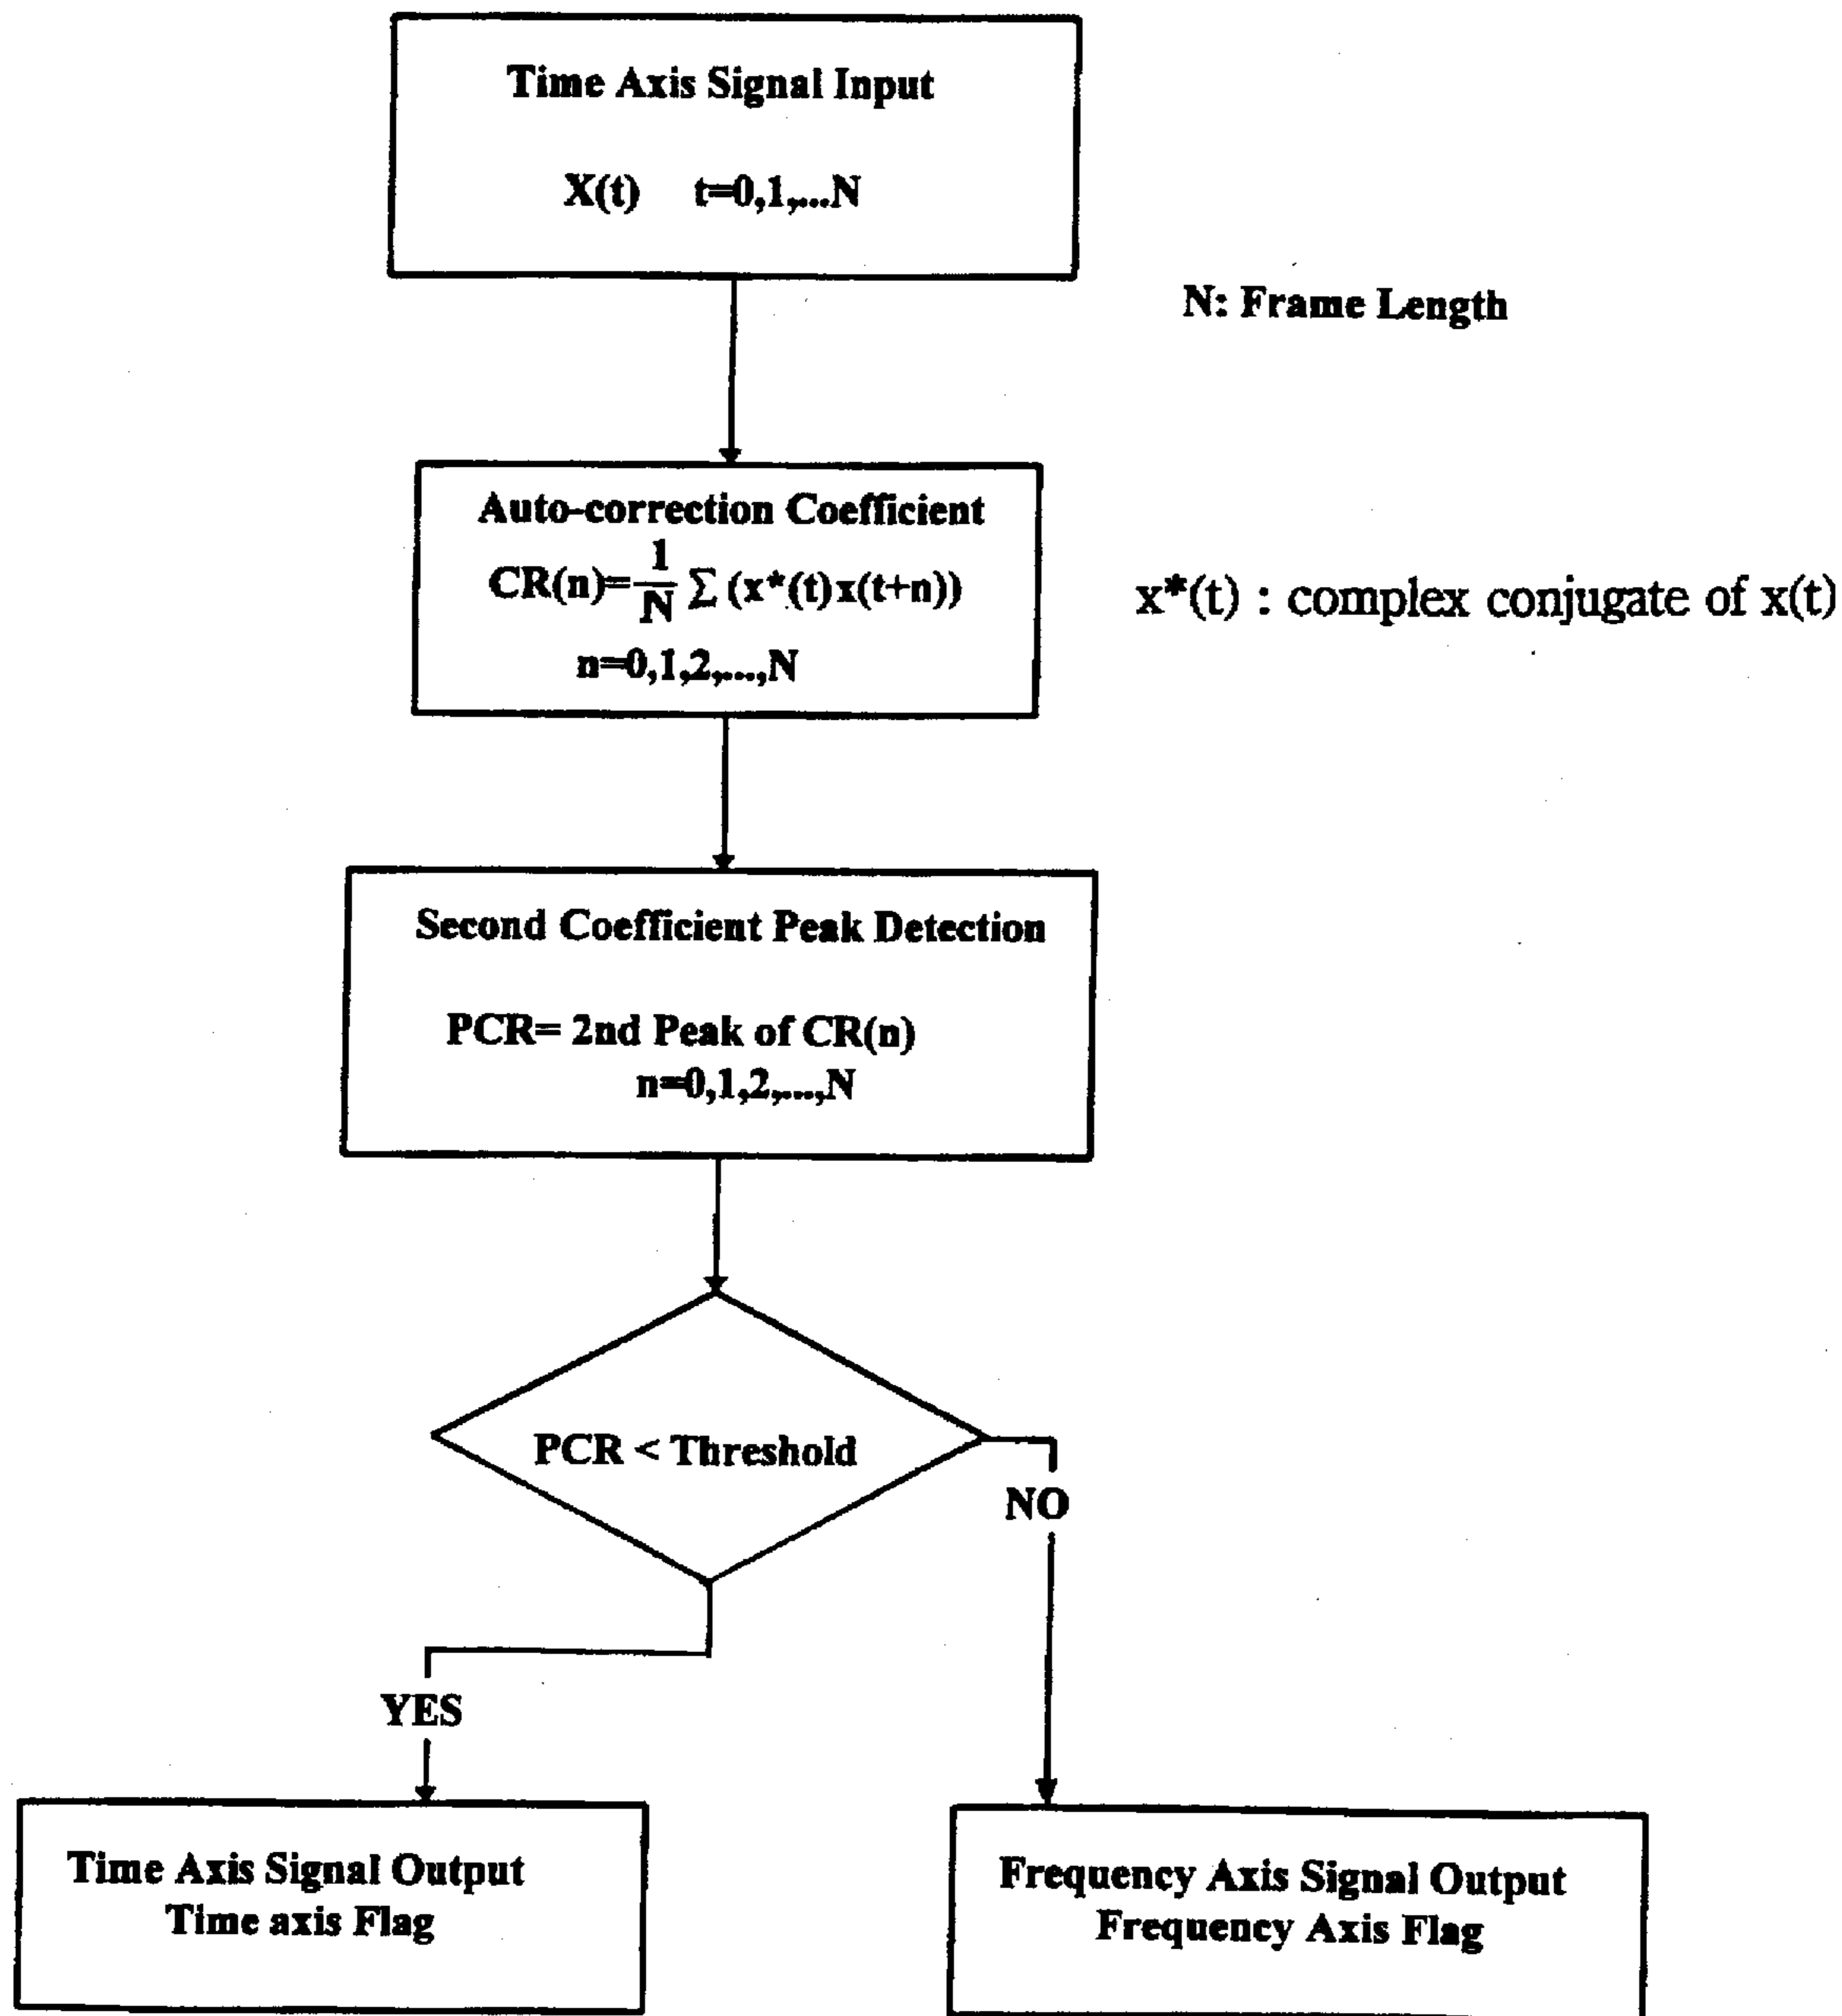 Time Axis Signal Input
X(t) t=0,1,...N
N: Frame Length
Auto-correction Coefficient
CR(n)=1/N ∑ (x*(t)x(t+n))
n=0,1,2,...,N
x*(t) : complex conjugate of x(t)
Second Coefficient Peak Detection
PCR= 2nd Peak of CR(n)
n=0,1,2,...,N
PCR < Threshold
NO
YES
Time Axis Signal Output
Time axis Flag
Frequency Axis Signal Output
Frequency Axis Flag